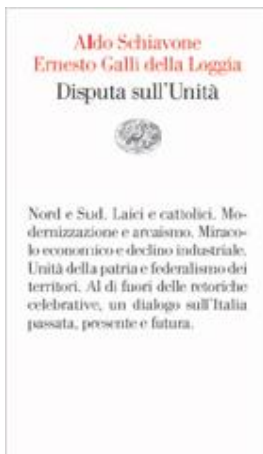 Aldo Schiavone
Ernesto Galli della Loggia
Disputa sull'Unità
Nord e Sud. Laici e cattolici. Mo-
dernizzazione e arcaismo. Miraco-
lo economico e declino industriale.
Unità della patria e federalismo dei
territori. Al di fuori delle retoriche
celebrative, un dialogo sull'Italia
passata, presente e futura.